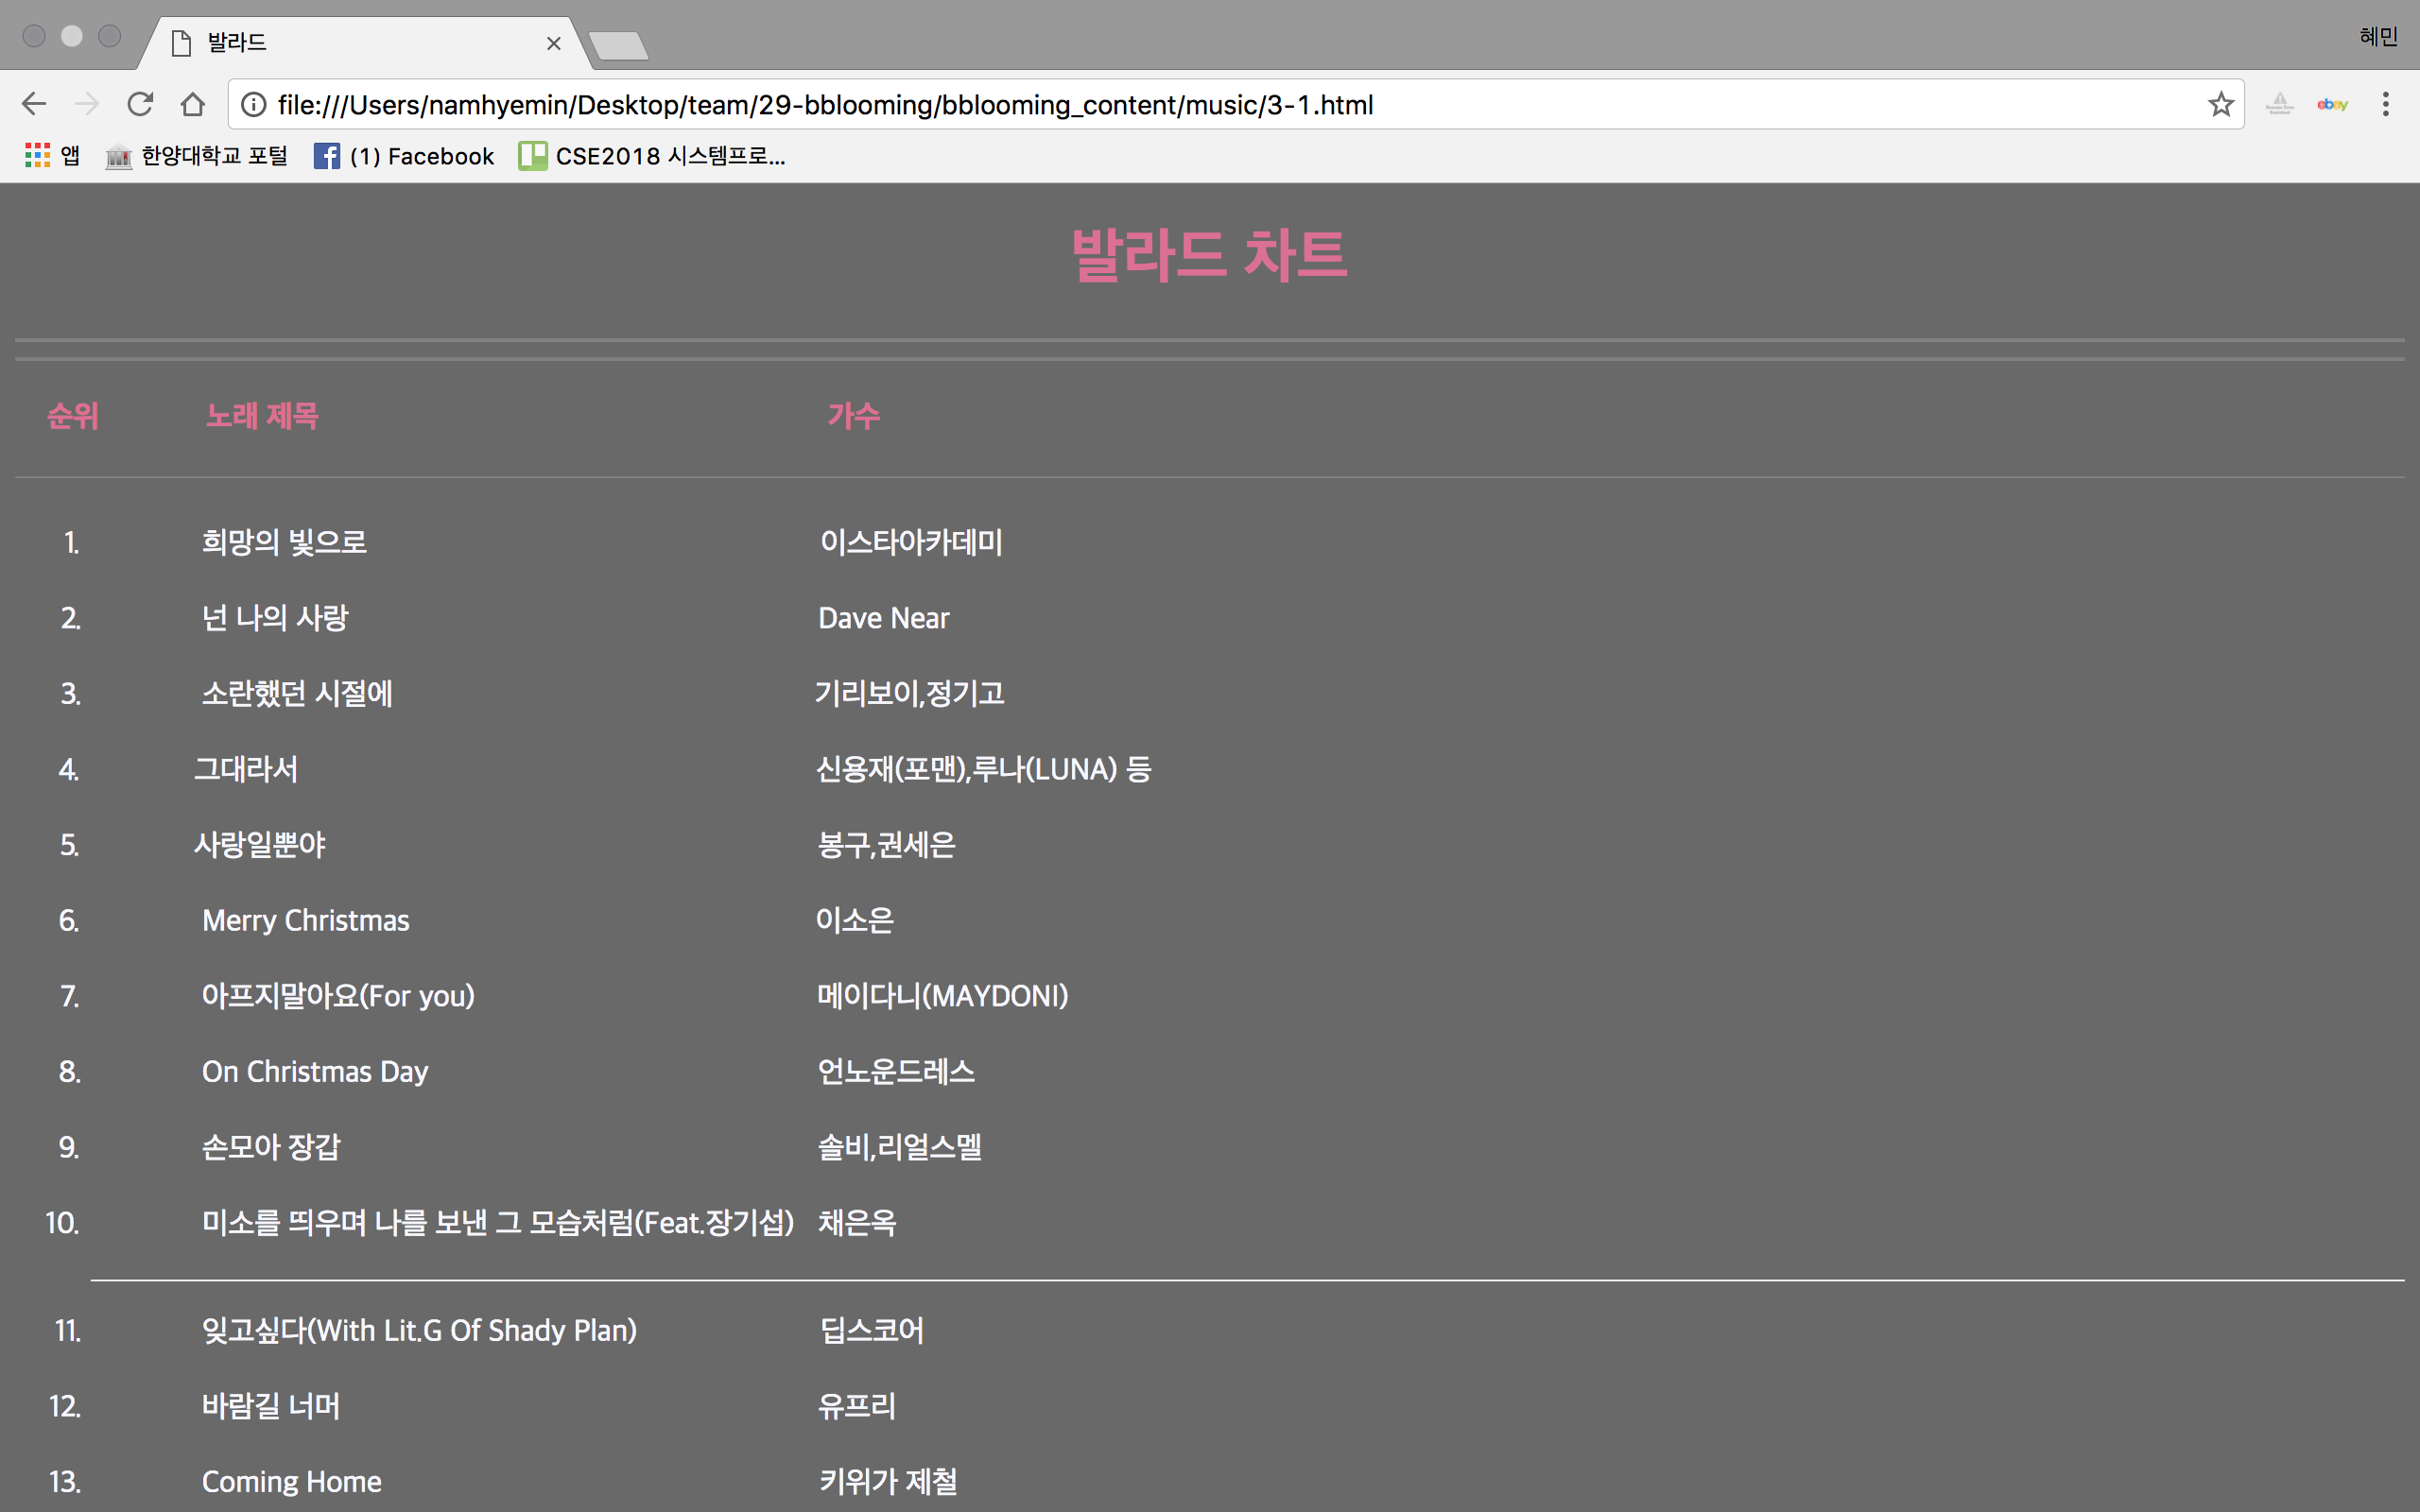 발라드
혜민
file:///Users/namhyemin/Desktop/team/29-bblooming/bblooming_content/music/3-1.html
ebay
앱 한양대학교 포털 (1) Facebook CSE2018 시스템프로...
발라드 차트
순위 노래 제목 가수
1. 희망의 빛으로 이스타아카데미
2. 넌 나의 사랑 Dave Near
3. 소란했던 시절에 기리보이,정기고
4. 그대라서 신용재(포맨),루나(LUNA) 등
5. 사랑일뿐야 봉구,권세은
6. Merry Christmas 이소은
7. 아프지말아요(For you) 메이다니(MAYDONI)
8. On Christmas Day 언노운드레스
9. 손모아 장갑 솔비,리얼스멜
10. 미소를 띄우며 나를 보낸 그 모습처럼(Feat.장기섭) 채은옥
11. 잊고싶다(With Lit.G Of Shady Plan) 딥스코어
12. 바람길 너머 유프리
13. Coming Home 키위가 제철